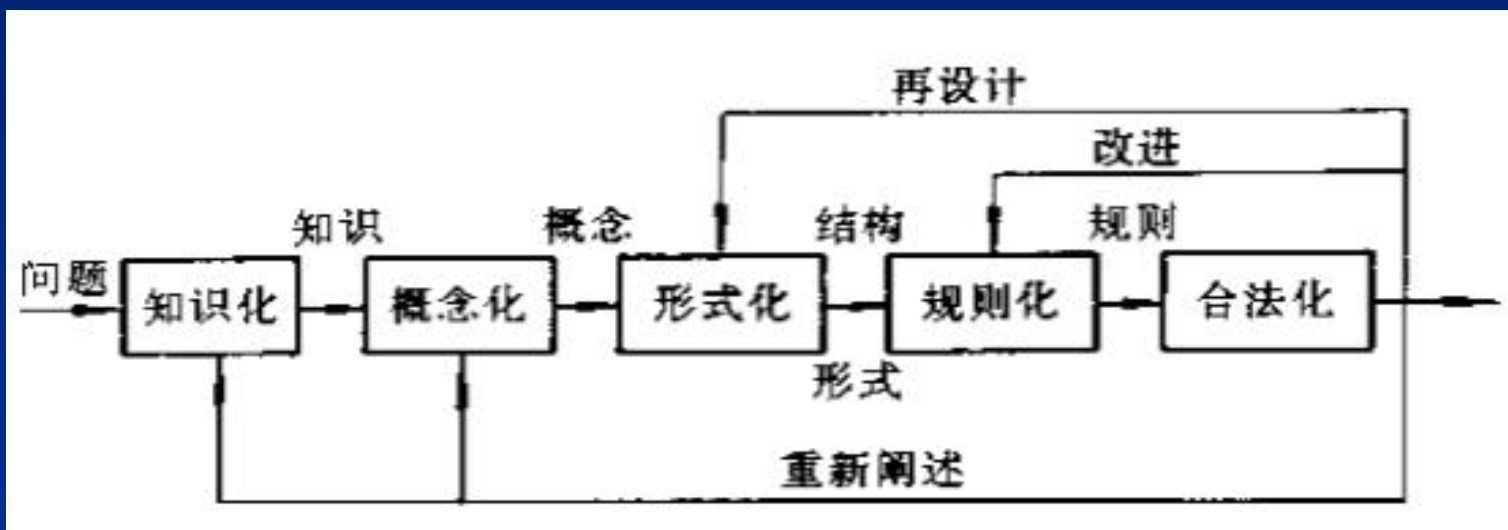 再设计
改进
知识 概念 结构 规则
问题
知识化 概念化 形式化 规则化 合法化
形式
重新阐述